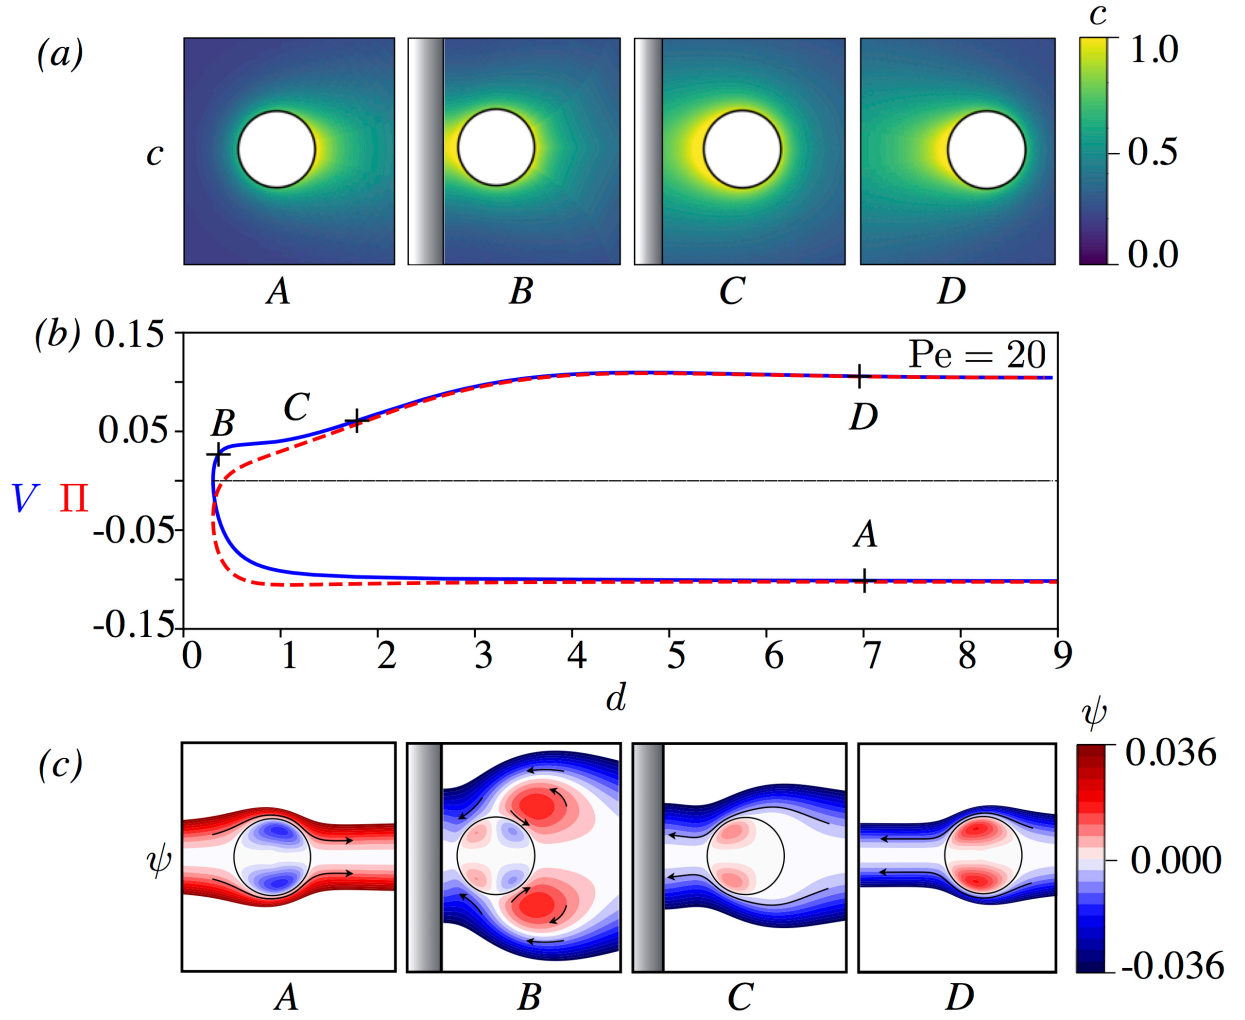 (a)
c
c
1.0
0.5
0.0
A B C D
(b)
0.15
0.05
-0.05
-0.15
V Π
Pe = 20
B C D A
0 1 2 3 4 5 6 7 8 9
d
(c)
ψ
ψ
0.036
0.000
-0.036
A B C D